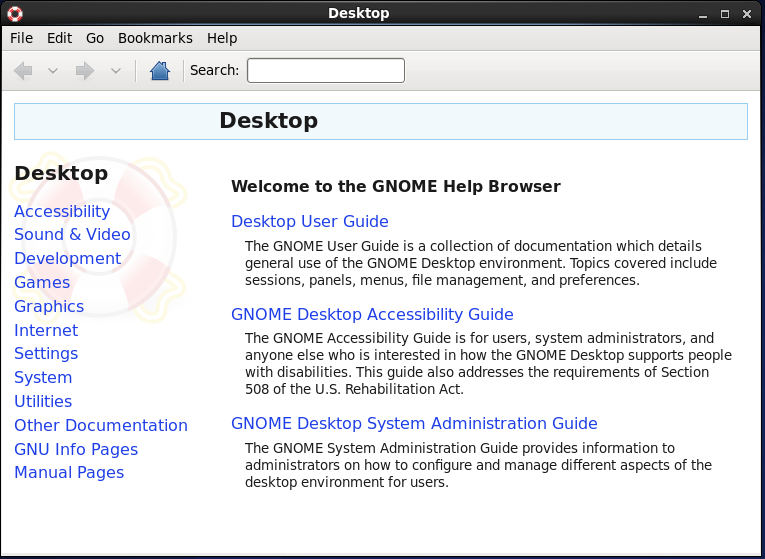 Desktop
File Edit Go Bookmarks Help
Search:
Desktop
Desktop
Accessibility
Sound & Video
Development
Games
Graphics
Internet
Settings
System
Utilities
Other Documentation
GNU Info Pages
Manual Pages
Welcome to the GNOME Help Browser
Desktop User Guide
The GNOME User Guide is a collection of documentation which details
general use of the GNOME Desktop environment. Topics covered include
sessions, panels, menus, file management, and preferences.
GNOME Desktop Accessibility Guide
The GNOME Accessibility Guide is for users, system administrators, and
anyone else who is interested in how the GNOME Desktop supports people
with disabilities. This guide also addresses the requirements of Section
508 of the U.S. Rehabilitation Act.
GNOME Desktop System Administration Guide
The GNOME System Administration Guide provides information to
administrators on how to configure and manage different aspects of the
desktop environment for users.